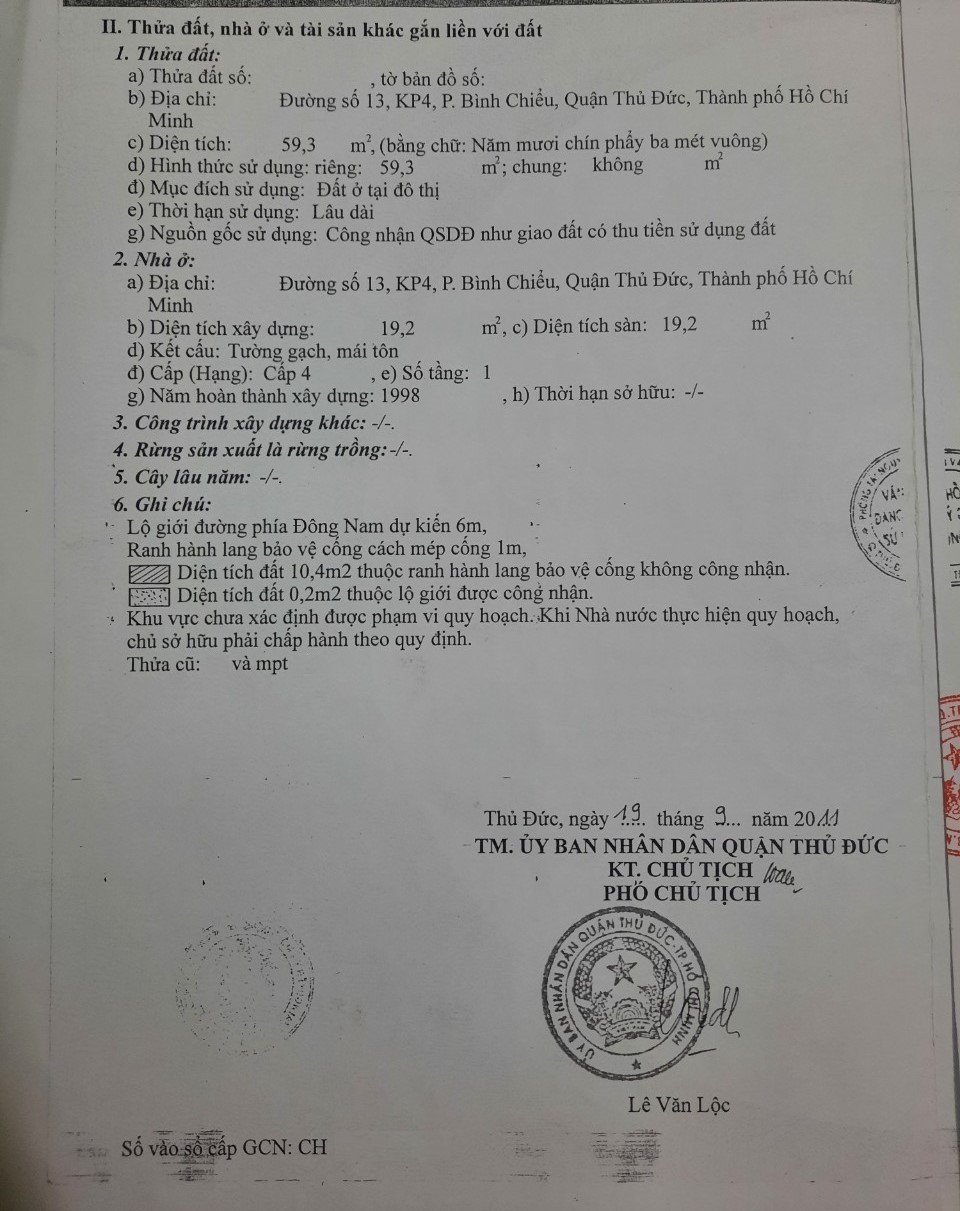 II. Thửa đất, nhà ở và tài sản khác gắn liền với đất
1. Thửa đất:
a) Thửa đất số: , tờ bản đồ số:
b) Địa chỉ: Đường số 13, KP4, P. Bình Chiểu, Quận Thủ Đức, Thành phố Hồ Chí
Minh
c) Diện tích: 59,3 m², (bằng chữ: Năm mươi chín phẩy ba mét vuông)
d) Hình thức sử dụng: riêng: 59,3 m²; chung: không m²
đ) Mục đích sử dụng: Đất ở tại đô thị
e) Thời hạn sử dụng: Lâu dài
g) Nguồn gốc sử dụng: Công nhận QSDĐ như giao đất có thu tiền sử dụng đất
2. Nhà ở:
a) Địa chỉ: Đường số 13, KP4, P. Bình Chiểu, Quận Thủ Đức, Thành phố Hồ Chí
Minh
b) Diện tích xây dựng: 19,2 m², c) Diện tích sàn: 19,2 m²
d) Kết cấu: Tường gạch, mái tôn
đ) Cấp (Hạng): Cấp 4 , e) Số tầng: 1
g) Năm hoàn thành xây dựng: 1998 , h) Thời hạn sở hữu: -/-
3. Công trình xây dựng khác: -/-.
4. Rừng sản xuất là rừng trồng: -/-.
5. Cây lâu năm: -/-.
6. Ghi chú:
Lộ giới đường phía Đông Nam dự kiến 6m,
Ranh hành lang bảo vệ cống cách mép cống 1m,
Diện tích đất 10,4m2 thuộc ranh hành lang bảo vệ cống không công nhận.
Diện tích đất 0,2m2 thuộc lộ giới được công nhận.
Khu vực chưa xác định được phạm vi quy hoạch. Khi Nhà nước thực hiện quy hoạch,
chủ sở hữu phải chấp hành theo quy định.
Thửa cũ: và mpt
Thủ Đức, ngày 19 tháng 9 năm 2011
TM. ỦY BAN NHÂN DÂN QUẬN THỦ ĐỨC
KT. CHỦ TỊCH
PHÓ CHỦ TỊCH
ỦY BAN NHÂN DÂN QUẬN THỦ ĐỨC-TP.HỒ CHÍ MINH
Lê Văn Lộc
Số vào sổ cấp GCN: CH